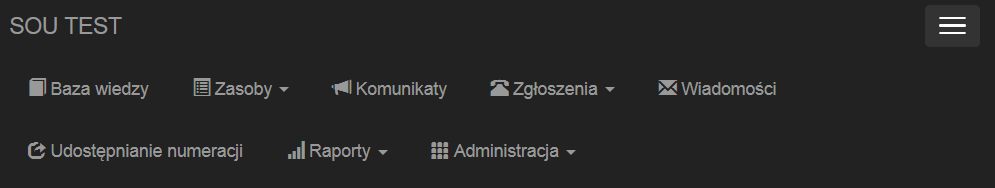 SOU TEST
Baza wiedzy Zasoby Komunikaty Zgłoszenia Wiadomości
Udostępnianie numeracji Raporty Administracja